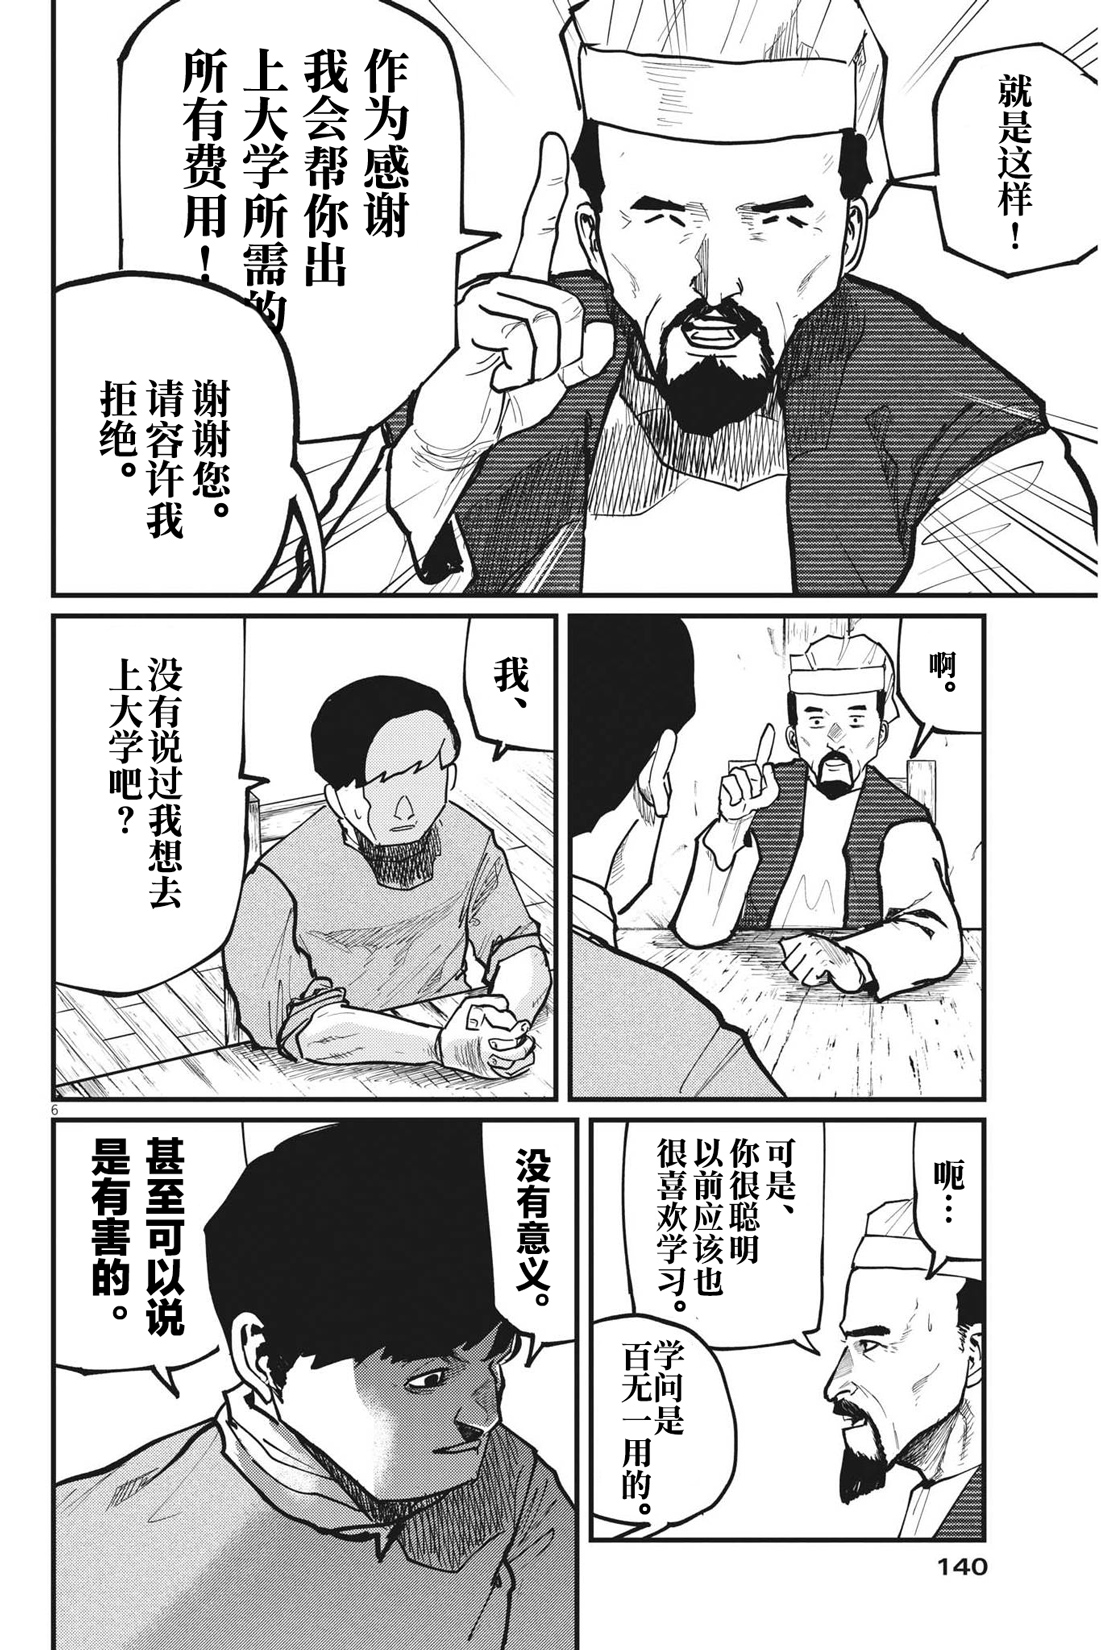 就是这样！
作为感谢
我会帮你出
上大学所需的
所有费用！
谢谢您。
请容许我
拒绝。
啊。
我、
没有说过我想去
上大学吧？
呃…
可是、
你很聪明
以前应该也
很喜欢学习。
学问是
百无一用的。
没有意义。
甚至可以说
是有害的。
6
140